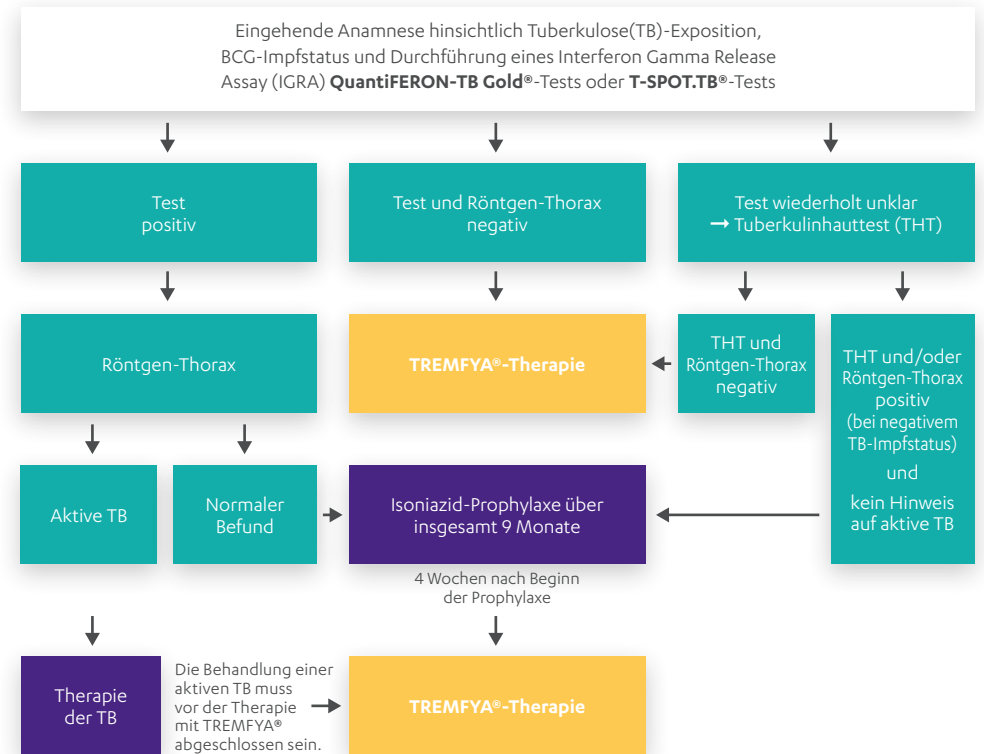 Eingehende Anamnese hinsichtlich Tuberkulose(TB)-Exposition,
BCG-Impfstatus und Durchführung eines Interferon Gamma Release
Assay (IGRA) QuantiFERON-TB Gold®-Tests oder T-SPOT.TB®-Tests
Test
positiv
Test und Röntgen-Thorax
negativ
Test wiederholt unklar
→ Tuberkulinhauttest (THT)
Röntgen-Thorax
TREMFYA®-Therapie
THT und
Röntgen-Thorax
negativ
THT und/oder
Röntgen-Thorax
positiv
(bei negativem
TB-Impfstatus)
und
kein Hinweis
auf aktive TB
Aktive TB
Normaler
Befund
Isoniazid-Prophylaxe über
insgesamt 9 Monate
4 Wochen nach Beginn
der Prophylaxe
Therapie
der TB
Die Behandlung einer
aktiven TB muss
vor der Therapie
mit TREMFYA®
abgeschlossen sein.
TREMFYA®-Therapie